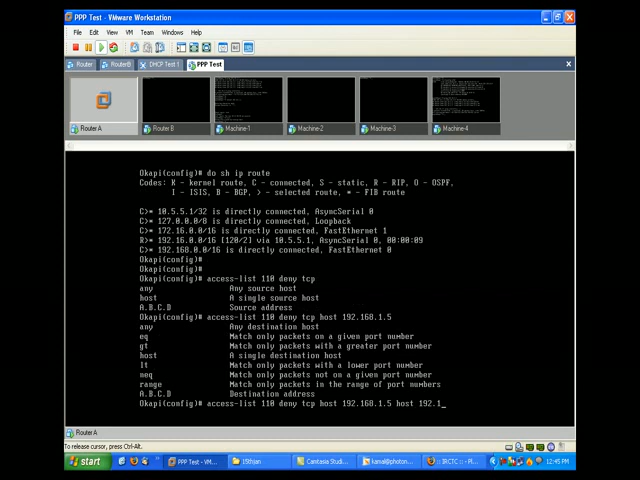 PPP Test - VMware Workstation
File Edit View VM Team Windows Help
Router RouterB DHCP Test 1 PPP Test
Router A Router B Machine-1 Machine-2 Machine-3 Machine-4
Okapi(config)# do sh ip route
Codes: K - kernel route, C - connected, S - static, R - RIP, O - OSPF,
I - ISIS, B - BGP, > - selected route, * - FIB route
C>* 10.5.5.1/32 is directly connected, AsyncSerial 0
C>* 127.0.0.0/8 is directly connected, Loopback
C>* 172.16.0.0/16 is directly connected, FastEthernet 1
R>* 192.16.0.0/16 [120/2] via 10.5.5.1, AsyncSerial 0, 00:00:09
C>* 192.168.0.0/16 is directly connected, FastEthernet 0
Okapi(config)#
Okapi(config)#
Okapi(config)# access-list 110 deny tcp
any Any source host
host A single source host
A.B.C.D Source address
Okapi(config)# access-list 110 deny tcp host 192.168.1.5
any Any destination host
eq Match only packets on a given port number
gt Match only packets with a greater port number
host A single destination host
lt Match only packets with a lower port number
neq Match only packets not on a given port number
range Match only packets in the range of port numbers
A.B.C.D Destination address
Okapi(config)# access-list 110 deny tcp host 192.168.1.5 host 192.1_
Router A
To release cursor, press Ctrl-Alt.
start PPP Test - VM... 15thjan Camtasia Studi... kamal@photon... :: IRCTC :: - Fi... 12:45 PM